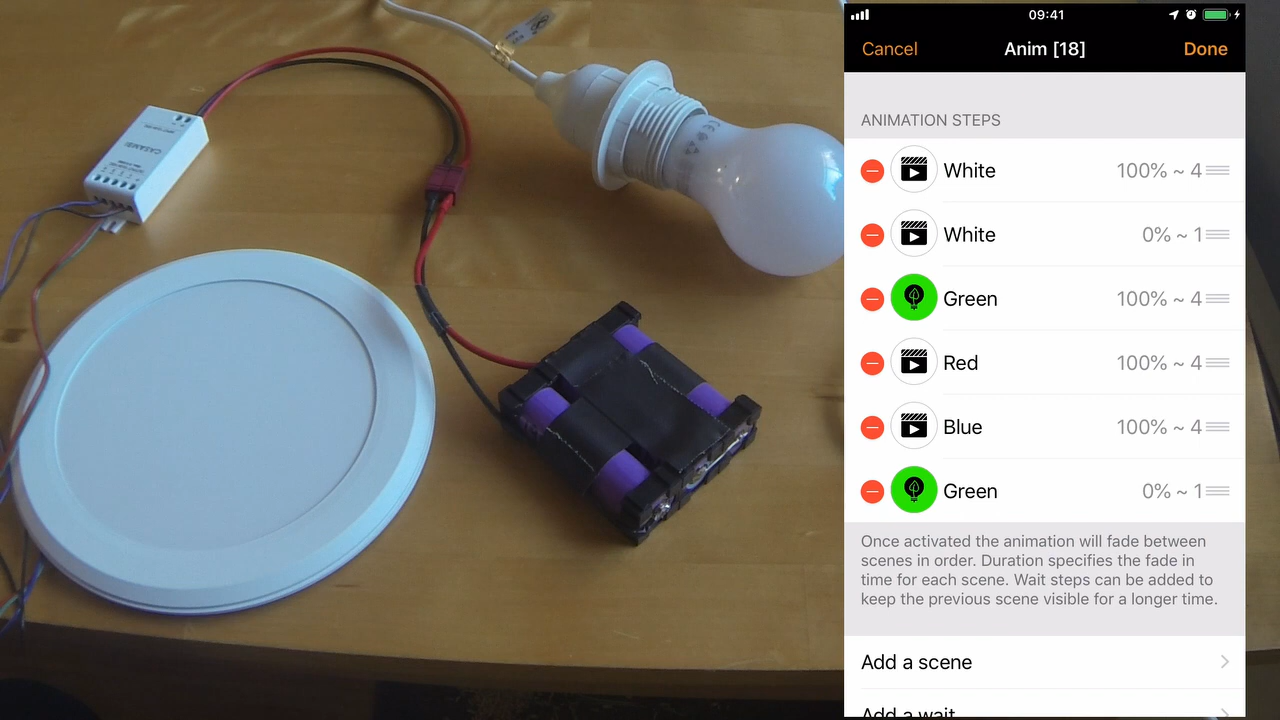 09:41
Cancel Anim [18] Done
ANIMATION STEPS
White 100% ~ 4
White 0% ~ 1
Green 100% ~ 4
Red 100% ~ 4
Blue 100% ~ 4
Green 0% ~ 1
Once activated the animation will fade between
scenes in order. Duration specifies the fade in
time for each scene. Wait steps can be added to
keep the previous scene visible for a longer time.
Add a scene
Add a wait
CASAMBI
CE